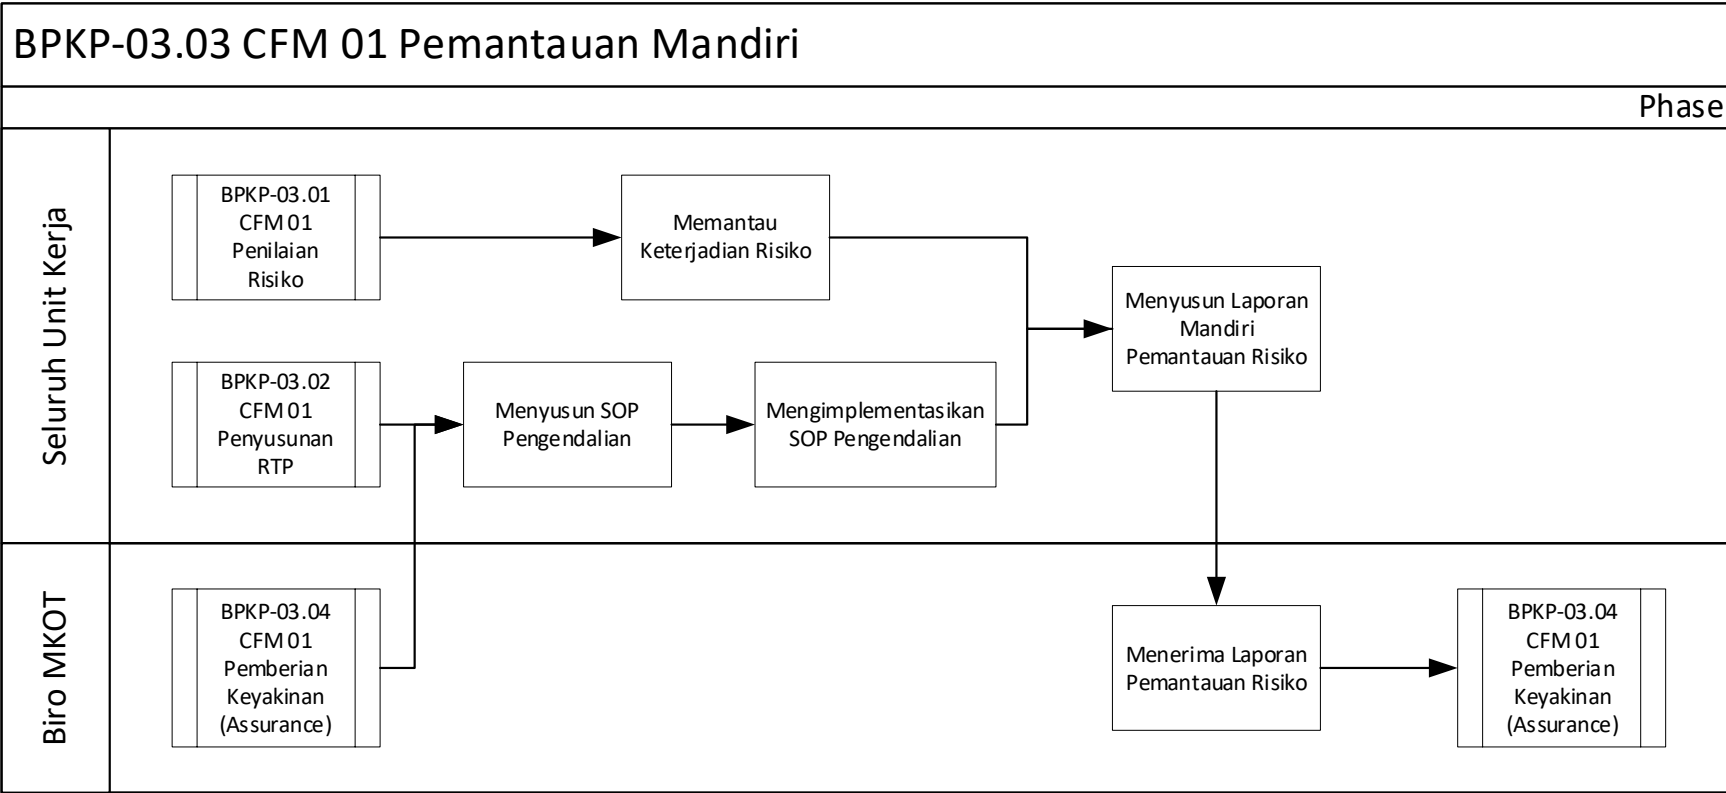 BPKP-03.03 CFM 01 Pemantauan Mandiri
Phase
Seluruh Unit Kerja
BPKP-03.01
CFM 01
Penilaian
Risiko
Memantau
Keterjadian Risiko
Menyusun Laporan
Mandiri
Pemantauan Risiko
BPKP-03.02
CFM 01
Penyusunan
RTP
Menyusun SOP
Pengendalian
Mengimplementasikan
SOP Pengendalian
Biro MKOT
BPKP-03.04
CFM 01
Pemberian
Keyakinan
(Assurance)
Menerima Laporan
Pemantauan Risiko
BPKP-03.04
CFM 01
Pemberian
Keyakinan
(Assurance)